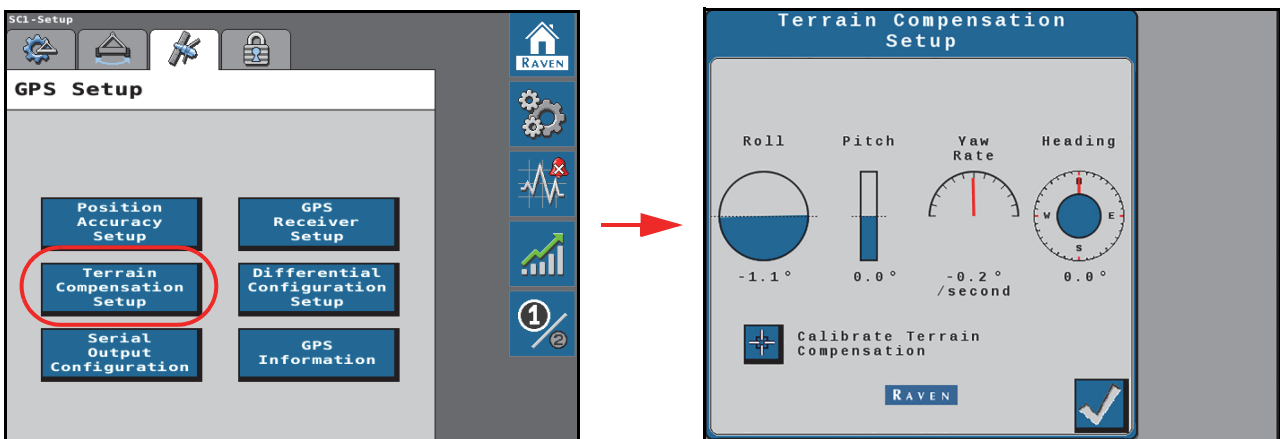 SC1-Setup
RAVEN
GPS Setup
Position
Accuracy
Setup
GPS
Receiver
Setup
Terrain
Compensation
Setup
Differential
Configuration
Setup
Serial
Output
Configuration
GPS
Information
1/2
Terrain Compensation
Setup
Roll
Pitch
Yaw
Rate
Heading
N
W
E
S
-1.1°
0.0°
-0.2°
/second
0.0°
Calibrate Terrain
Compensation
RAVEN